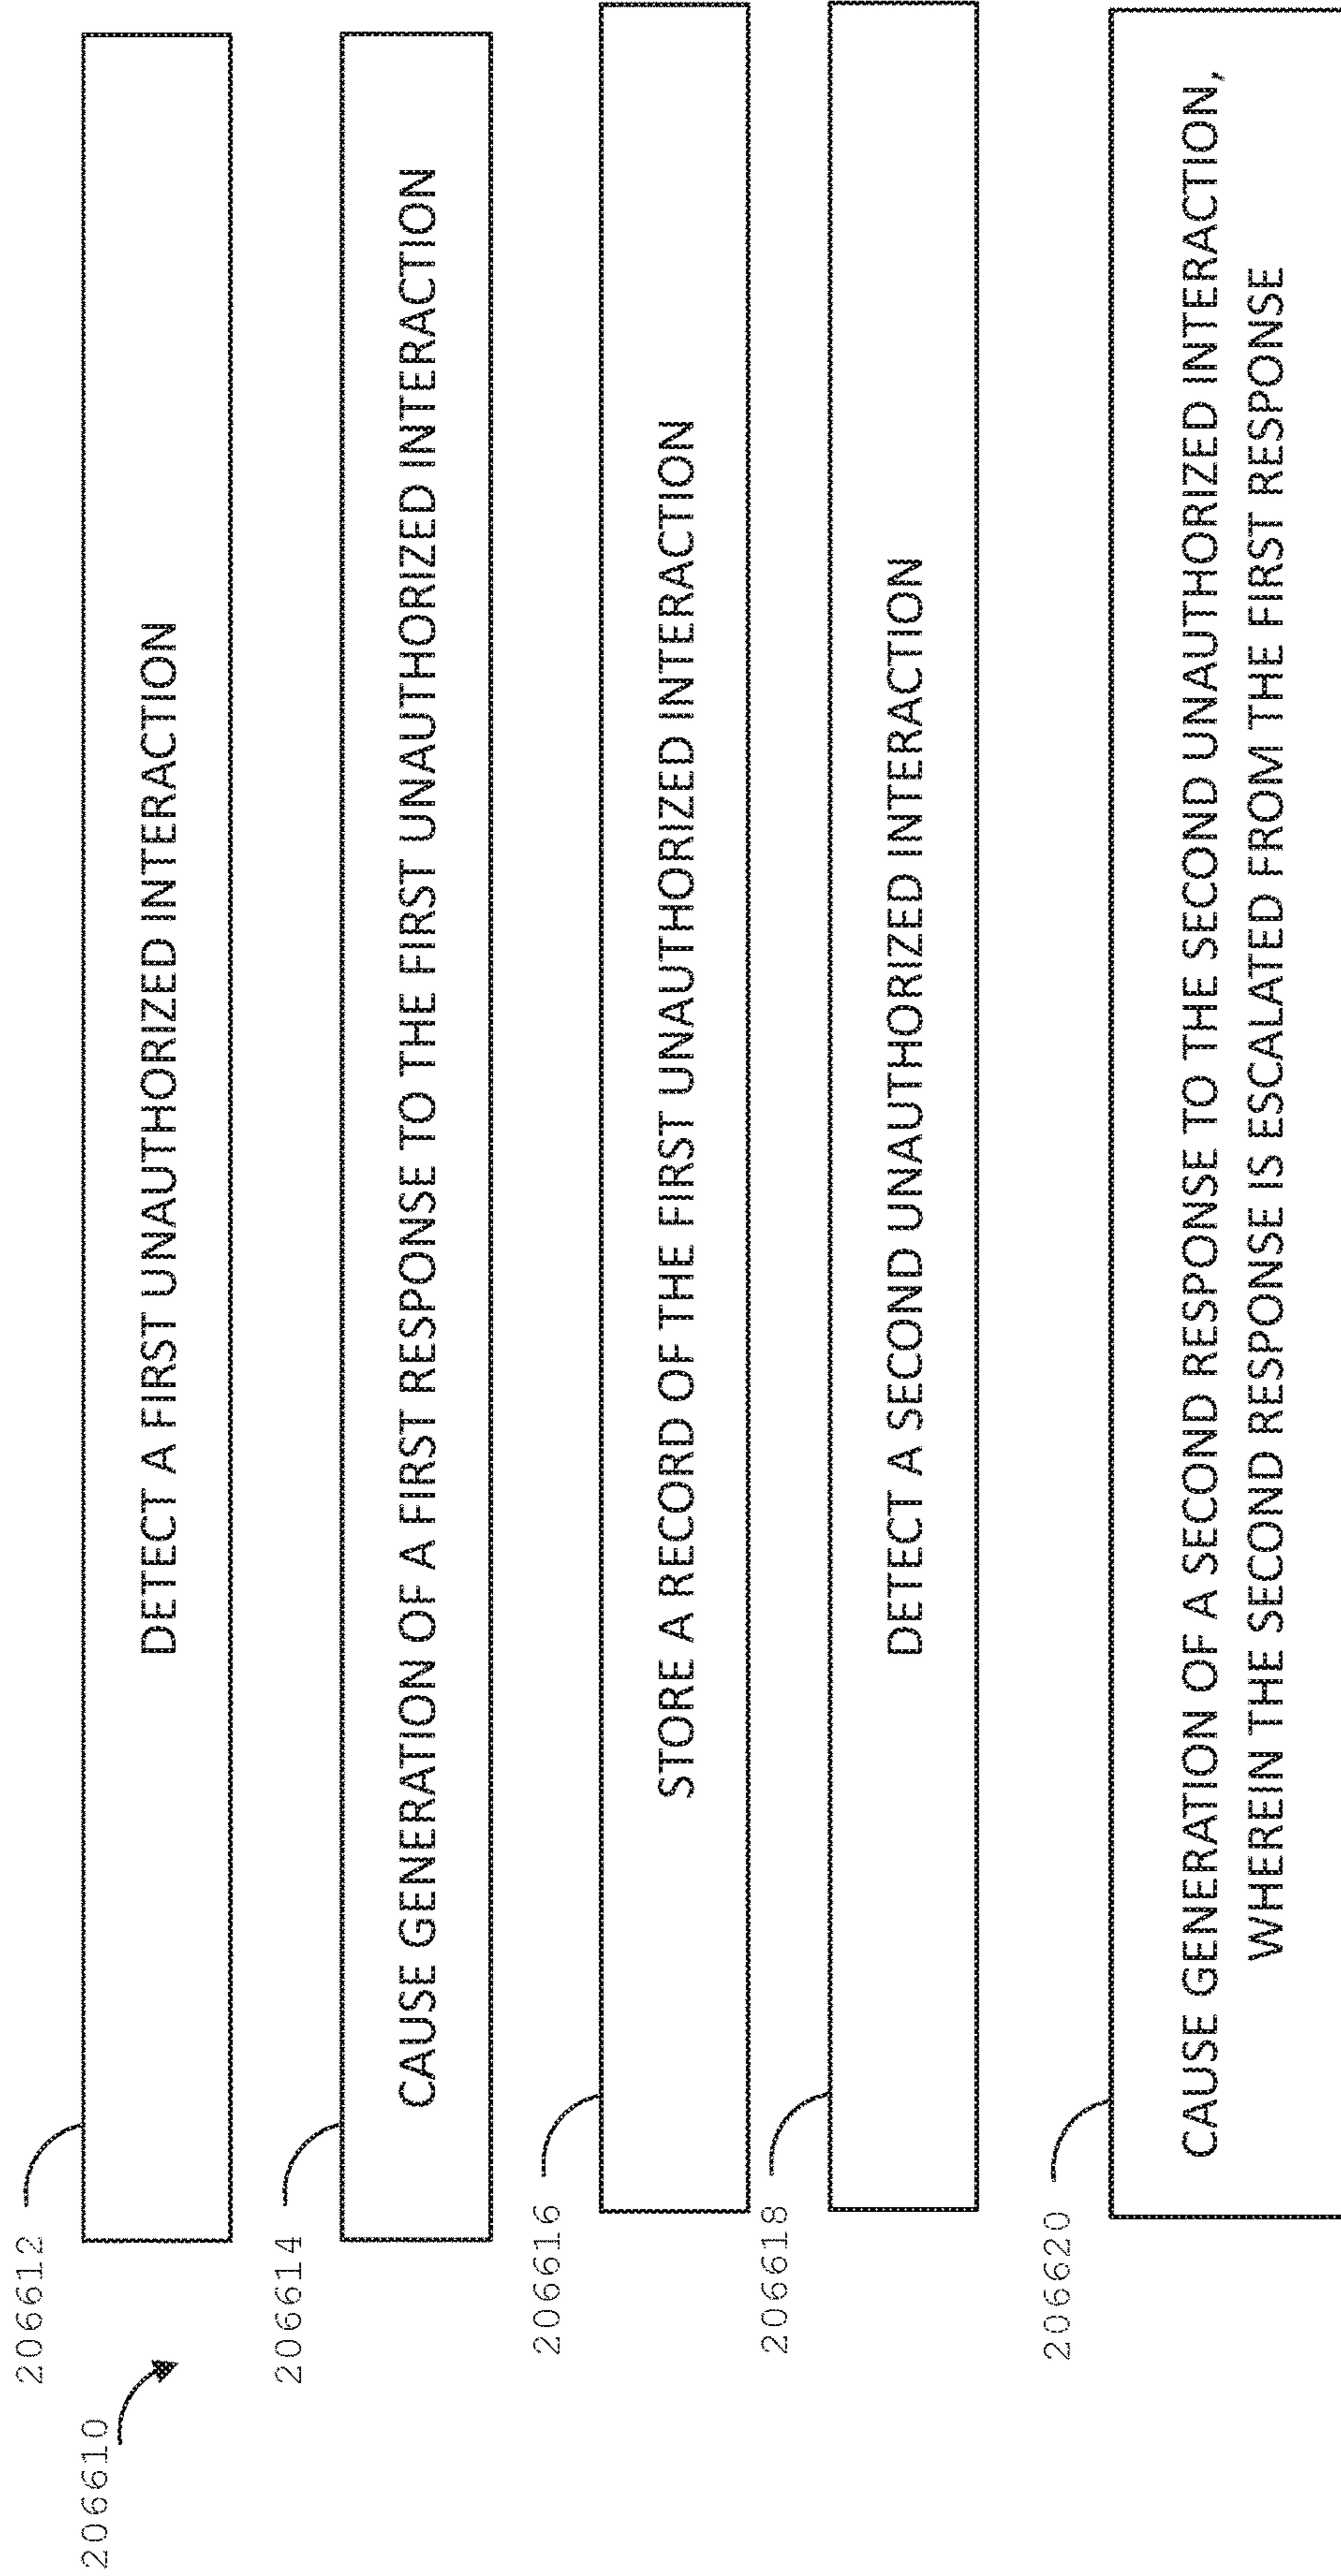 206610
206612
DETECT A FIRST UNAUTHORIZED INTERACTION
206614
CAUSE GENERATION OF A FIRST RESPONSE TO THE FIRST UNAUTHORIZED INTERACTION
206616
STORE A RECORD OF THE FIRST UNAUTHORIZED INTERACTION
206618
DETECT A SECOND UNAUTHORIZED INTERACTION
206620
CAUSE GENERATION OF A SECOND RESPONSE TO THE SECOND UNAUTHORIZED INTERACTION,
WHEREIN THE SECOND RESPONSE IS ESCALATED FROM THE FIRST RESPONSE